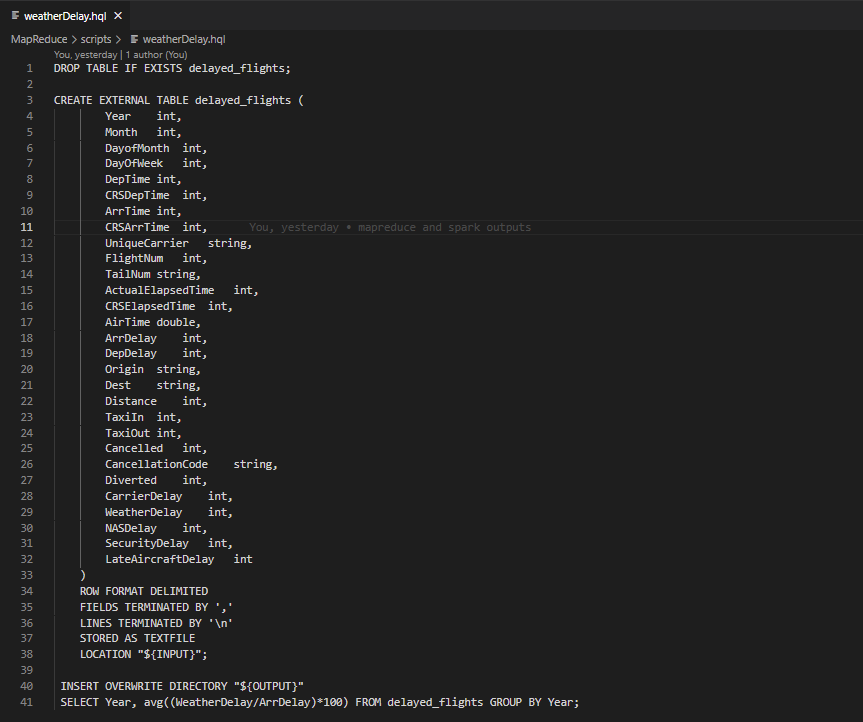 weatherDelay.hql ×
MapReduce > scripts > weatherDelay.hql
You, yesterday | 1 author (You)
1 DROP TABLE IF EXISTS delayed_flights;
2
3 CREATE EXTERNAL TABLE delayed_flights (
4 Year int,
5 Month int,
6 DayofMonth int,
7 DayOfWeek int,
8 DepTime int,
9 CRSDepTime int,
10 ArrTime int,
11 CRSArrTime int, You, yesterday • mapreduce and spark outputs
12 UniqueCarrier string,
13 FlightNum int,
14 TailNum string,
15 ActualElapsedTime int,
16 CRSElapsedTime int,
17 AirTime double,
18 ArrDelay int,
19 DepDelay int,
20 Origin string,
21 Dest string,
22 Distance int,
23 TaxiIn int,
24 TaxiOut int,
25 Cancelled int,
26 CancellationCode string,
27 Diverted int,
28 CarrierDelay int,
29 WeatherDelay int,
30 NASDelay int,
31 SecurityDelay int,
32 LateAircraftDelay int
33 )
34 ROW FORMAT DELIMITED
35 FIELDS TERMINATED BY ','
36 LINES TERMINATED BY '\n'
37 STORED AS TEXTFILE
38 LOCATION "${INPUT}";
39
40 INSERT OVERWRITE DIRECTORY "${OUTPUT}"
41 SELECT Year, avg((WeatherDelay/ArrDelay)*100) FROM delayed_flights GROUP BY Year;